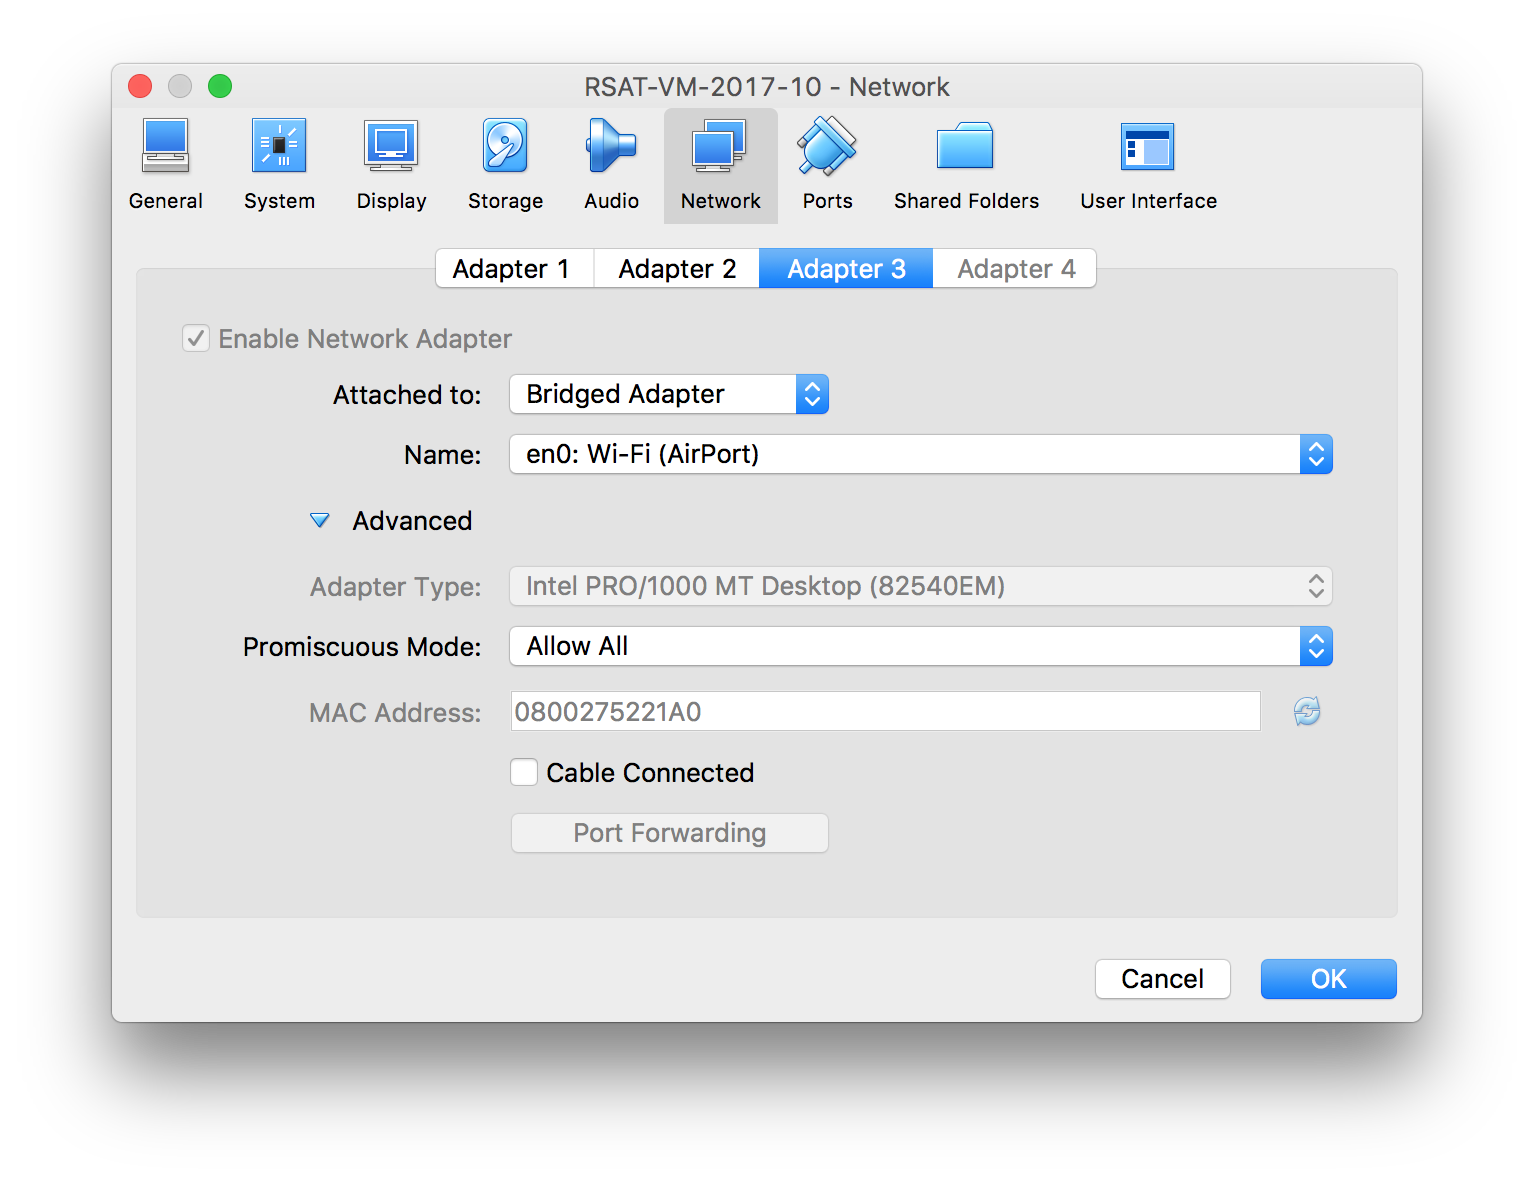 RSAT-VM-2017-10 - Network
General System Display Storage Audio Network Ports Shared Folders User Interface
Adapter 1 Adapter 2 Adapter 3 Adapter 4
Enable Network Adapter
Attached to: Bridged Adapter
Name: en0: Wi-Fi (AirPort)
Advanced
Adapter Type: Intel PRO/1000 MT Desktop (82540EM)
Promiscuous Mode: Allow All
MAC Address: 0800275221A0
Cable Connected
Port Forwarding
Cancel OK